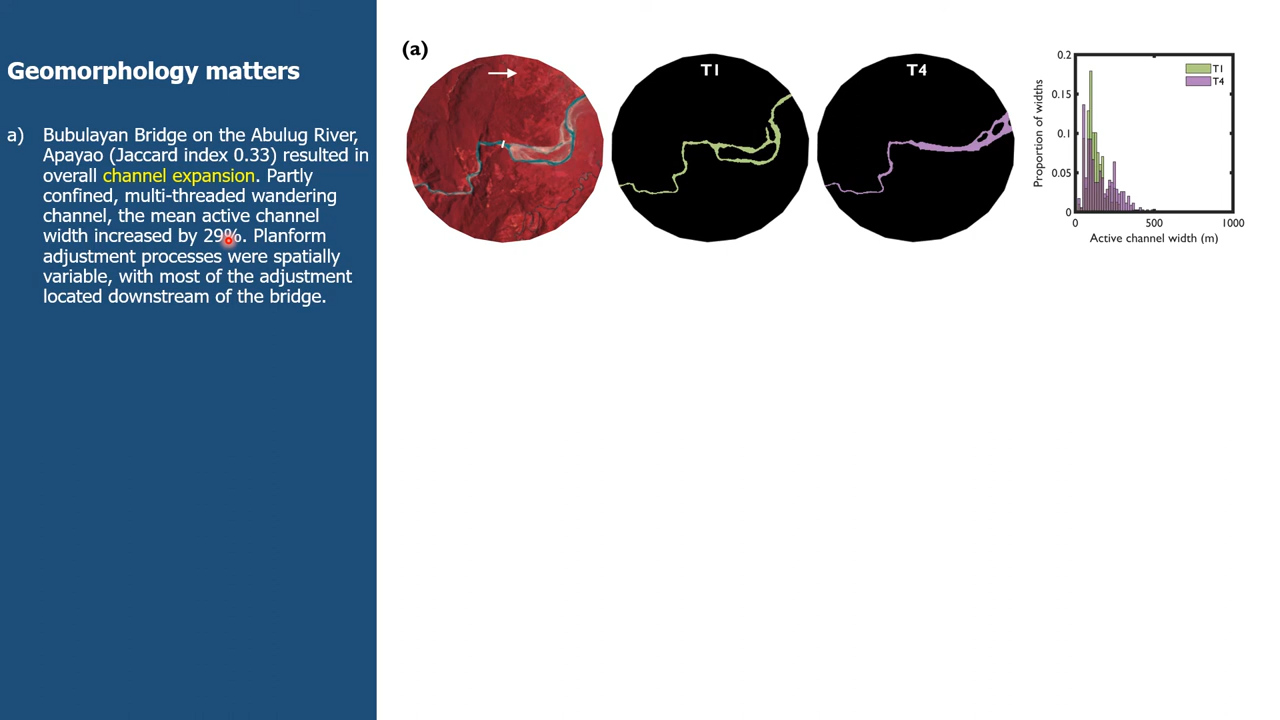 Geomorphology matters
a) Bubulayan Bridge on the Abulug River,
Apayao (Jaccard index 0.33) resulted in
overall channel expansion. Partly
confined, multi-threaded wandering
channel, the mean active channel
width increased by 29%. Planform
adjustment processes were spatially
variable, with most of the adjustment
located downstream of the bridge.
(a)
T1
T4
Proportion of widths
0.2
0.15
0.1
0.05
0
T1
T4
0 500 1000
Active channel width (m)